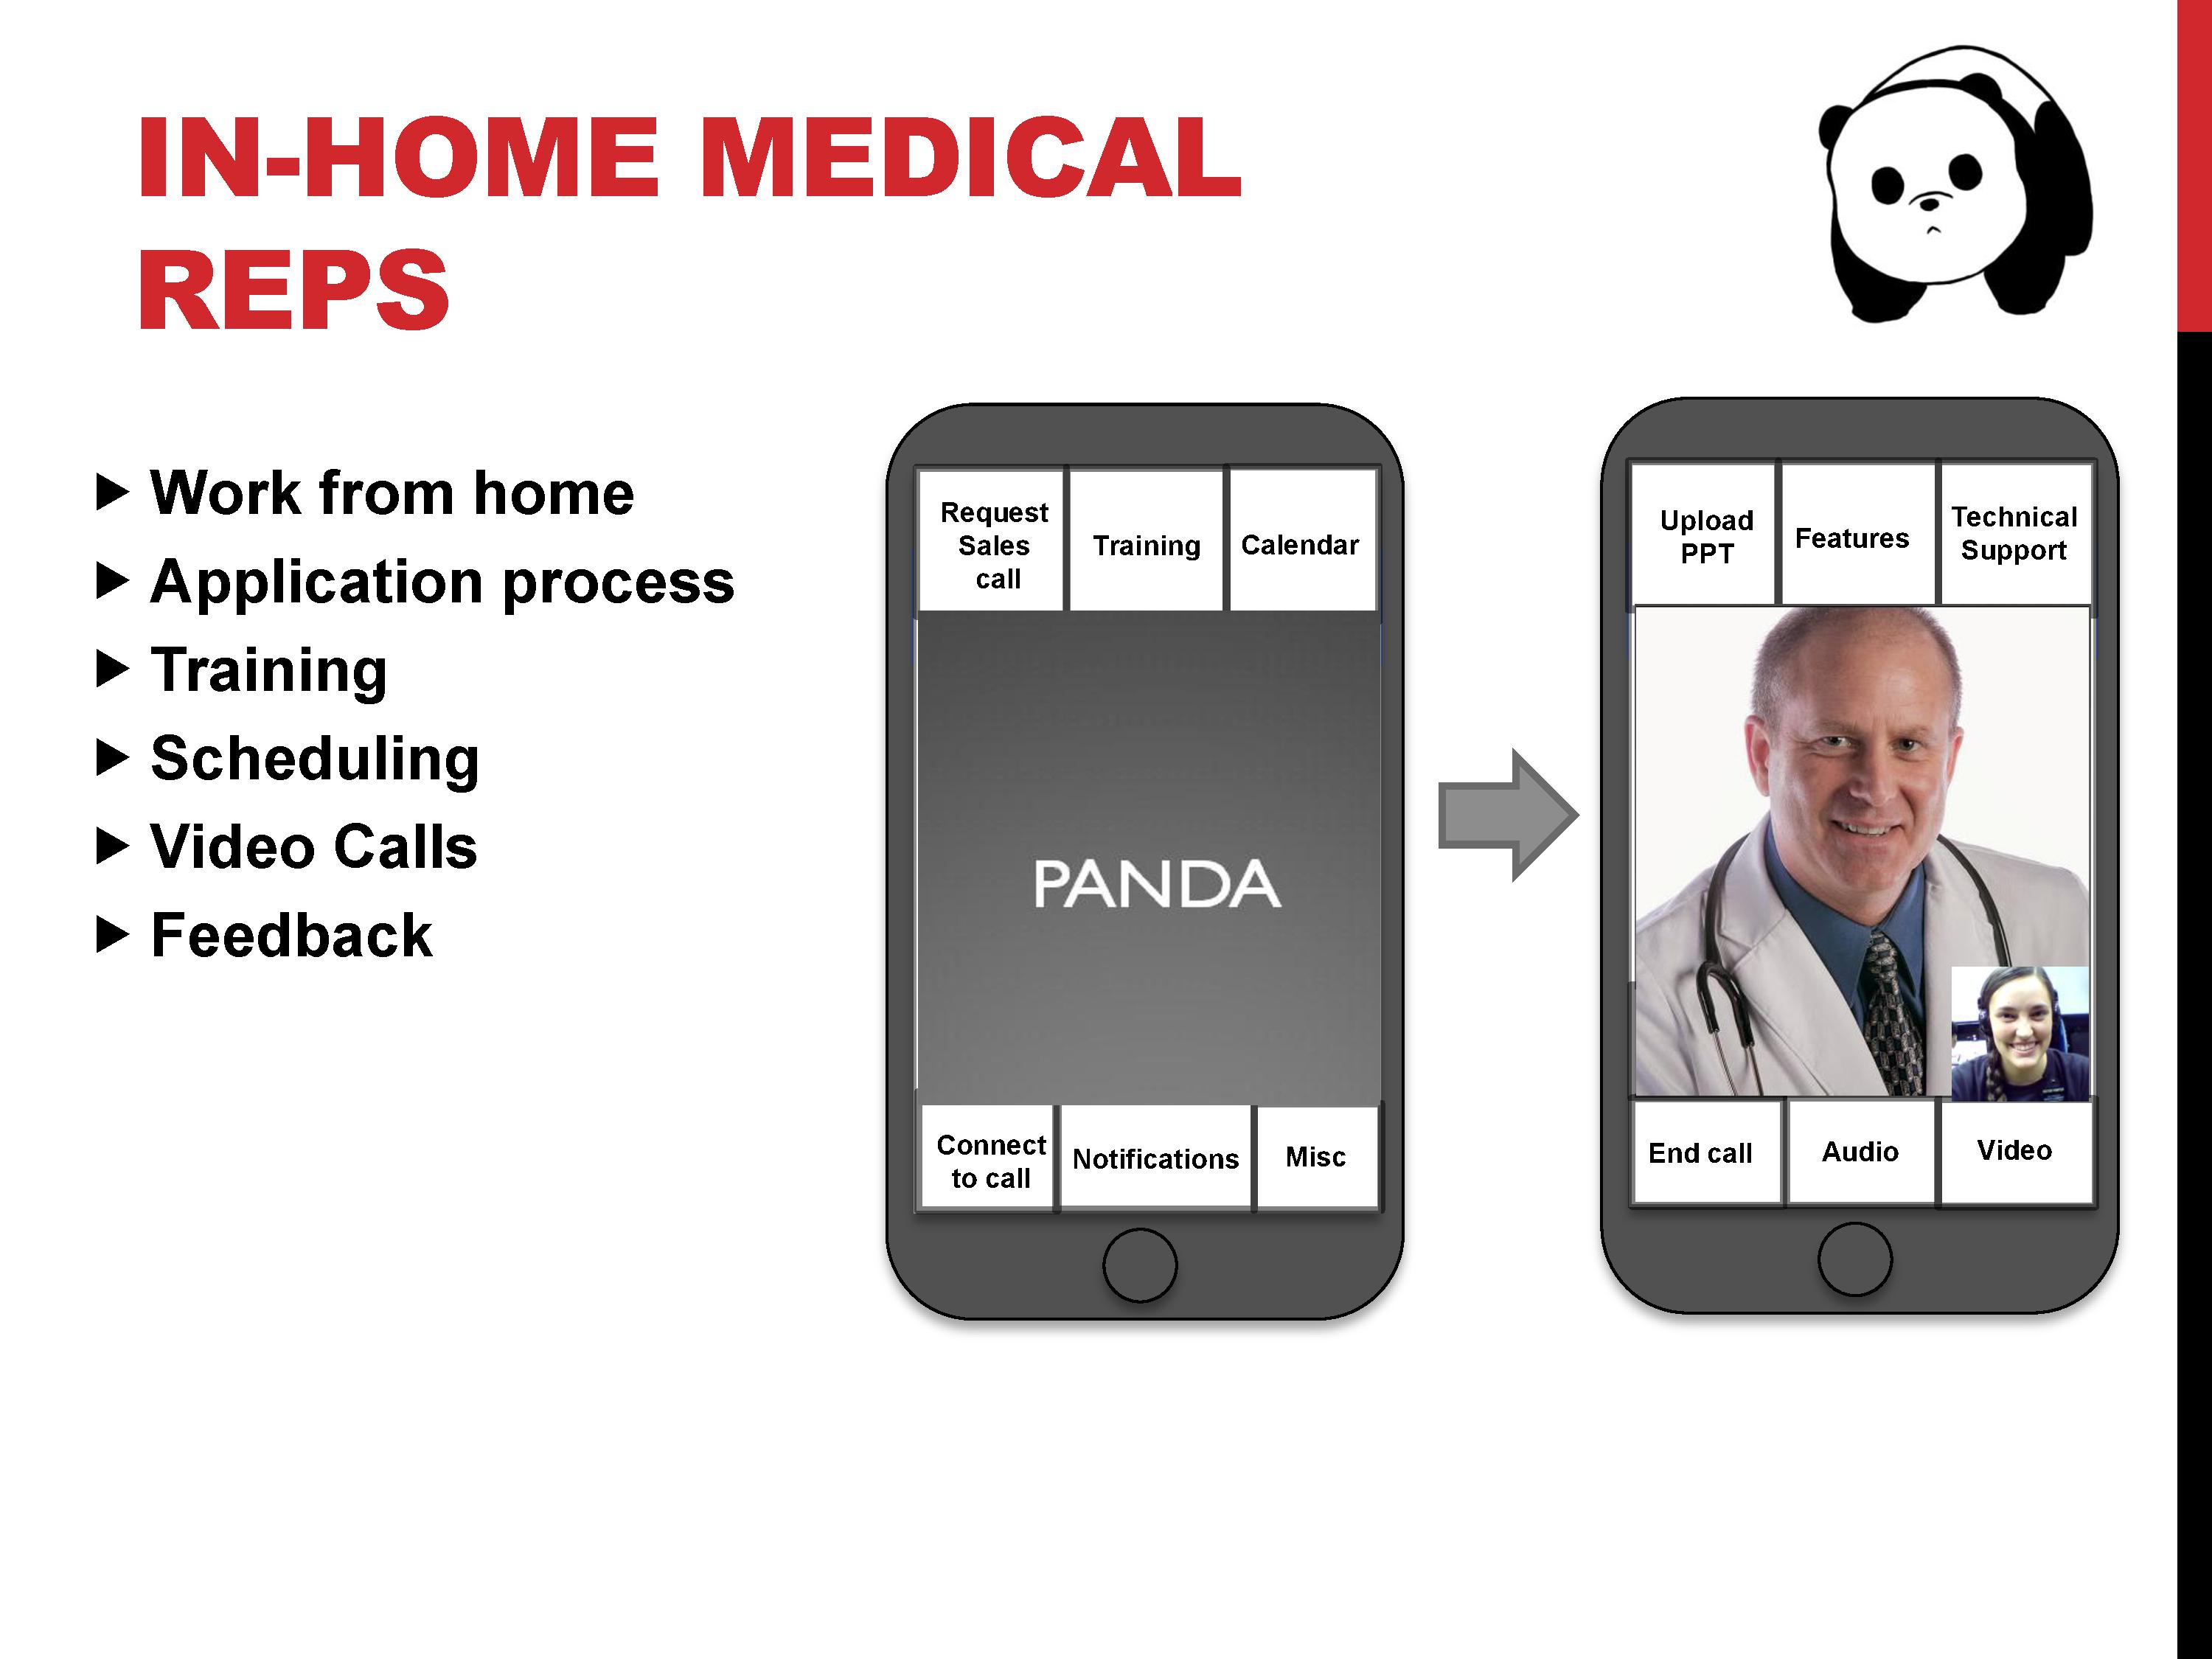 IN-HOME MEDICAL
REPS
Work from home
Application process
Training
Scheduling
Video Calls
Feedback
Request
Sales
call
Training
Calendar
PANDA
Connect
to call
Notifications
Misc
Upload
PPT
Features
Technical
Support
End call
Audio
Video